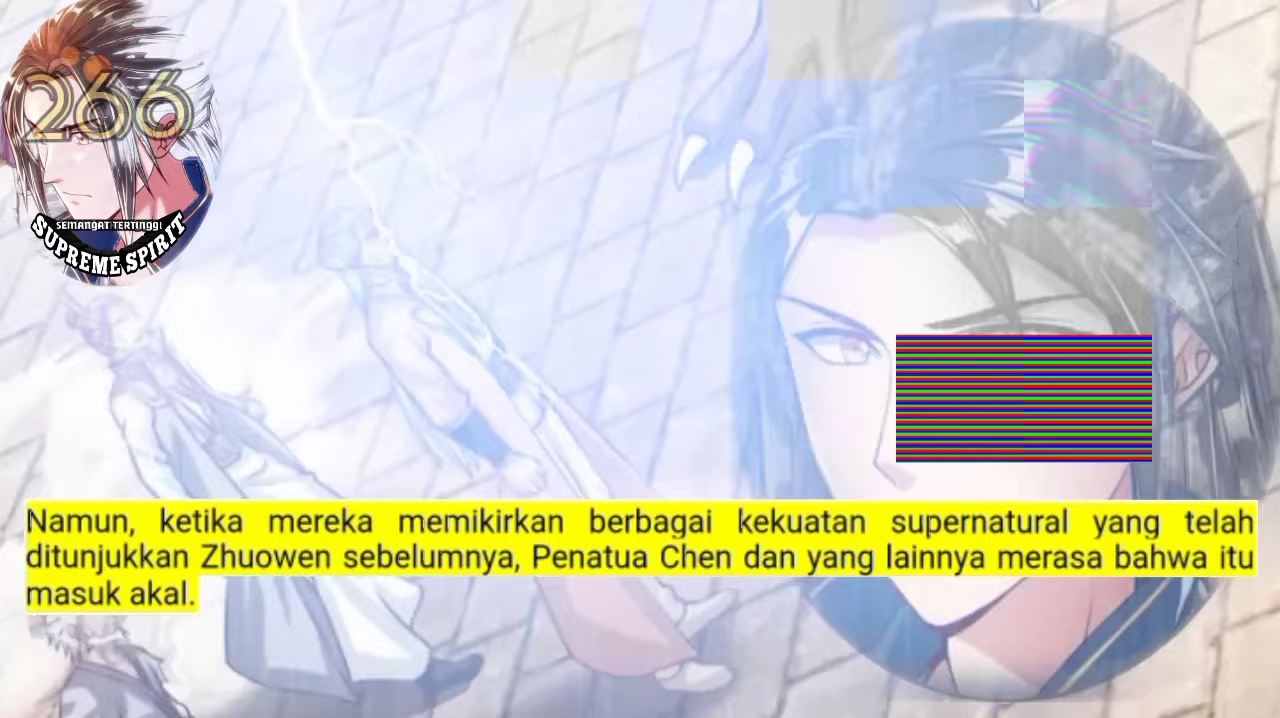 266
SEMANGAT TERTINGGI
SUPREME SPIRIT
Namun, ketika mereka memikirkan berbagai kekuatan supernatural yang telah
ditunjukkan Zhuowen sebelumnya, Penatua Chen dan yang lainnya merasa bahwa itu
masuk akal.